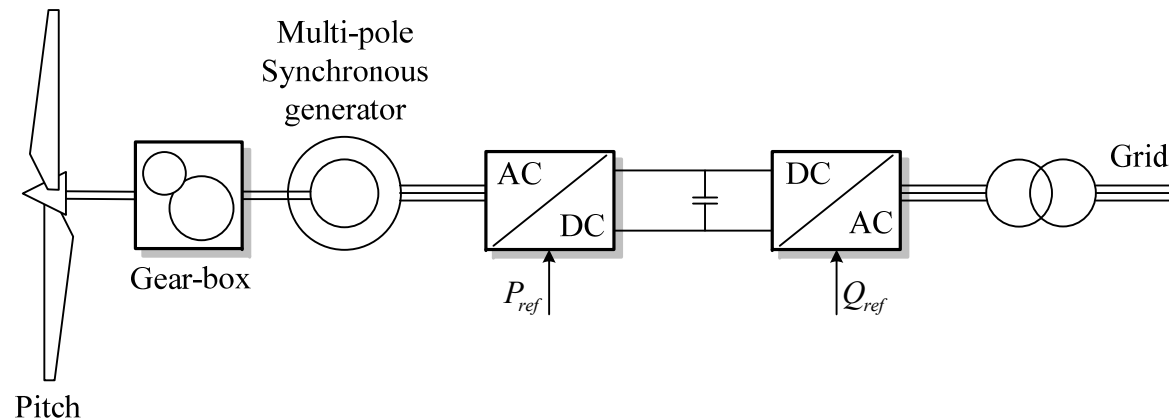 Multi-pole
Synchronous
generator
Grid
AC
DC
DC
AC
Gear-box
P_ref
Q_ref
Pitch